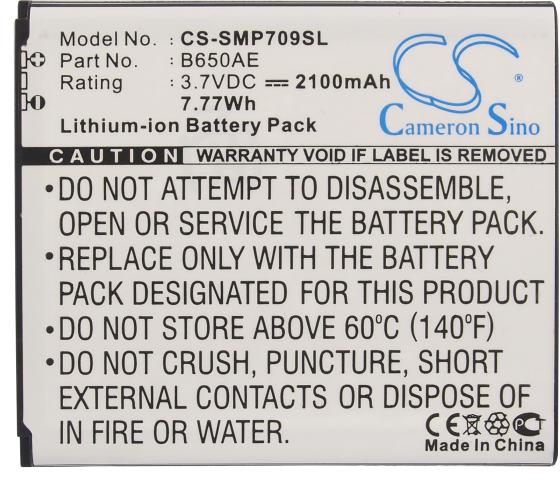 Model No. : CS-SMP709SL
Part No. : B650AE
Rating : 3.7VDC ⎓ 2100mAh
7.77Wh
Lithium-ion Battery Pack
Cameron Sino ®
CAUTION WARRANTY VOID IF LABEL IS REMOVED
•DO NOT ATTEMPT TO DISASSEMBLE,
OPEN OR SERVICE THE BATTERY PACK.
•REPLACE ONLY WITH THE BATTERY
PACK DESIGNATED FOR THIS PRODUCT
•DO NOT STORE ABOVE 60°C (140°F)
•DO NOT CRUSH, PUNCTURE, SHORT
EXTERNAL CONTACTS OR DISPOSE OF
IN FIRE OR WATER.
CE
Made In China